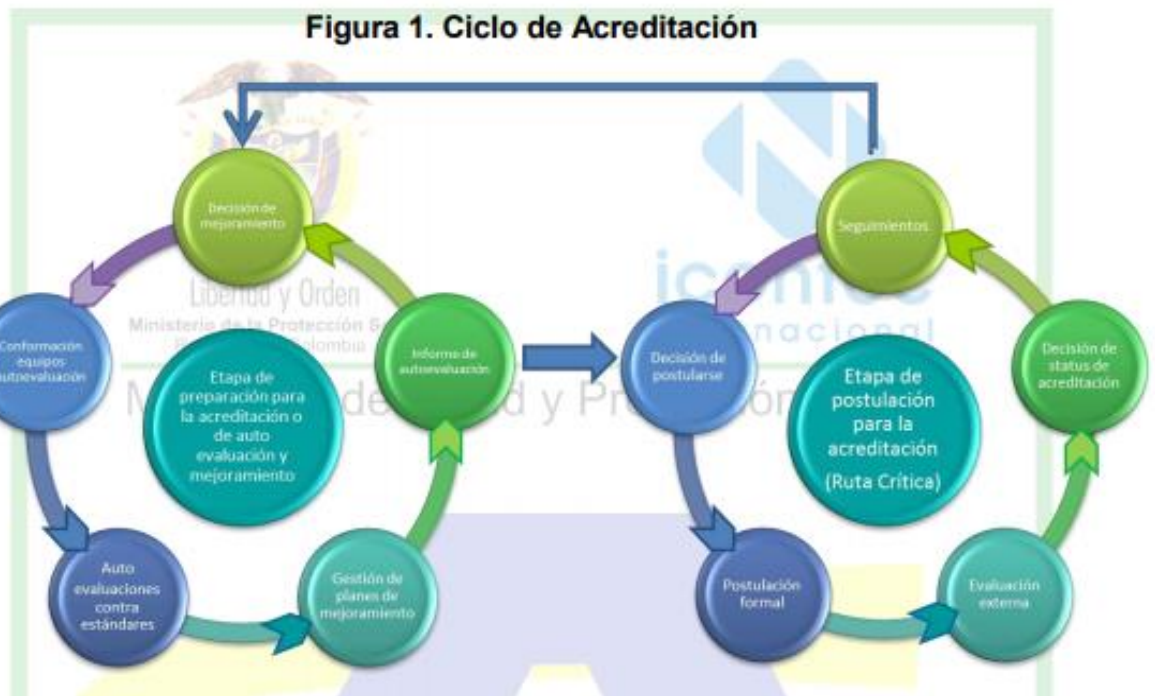 Figura 1. Ciclo de Acreditación
Decisión de
mejoramiento
Conformación
equipos
autoevaluación
Auto
evaluaciones
contra
estándares
Gestión de
planes de
mejoramiento
Informe de
autoevaluación
Etapa de
preparación para
la acreditación o
de auto
evaluación y
mejoramiento
Seguimientos
Decisión de
postularse
Postulación
formal
Evaluación
externa
Decisión de
status de
acreditación
Etapa de
postulación
para la
acreditación
(Ruta Crítica)
Libertad y Orden
Ministerio de la Protección